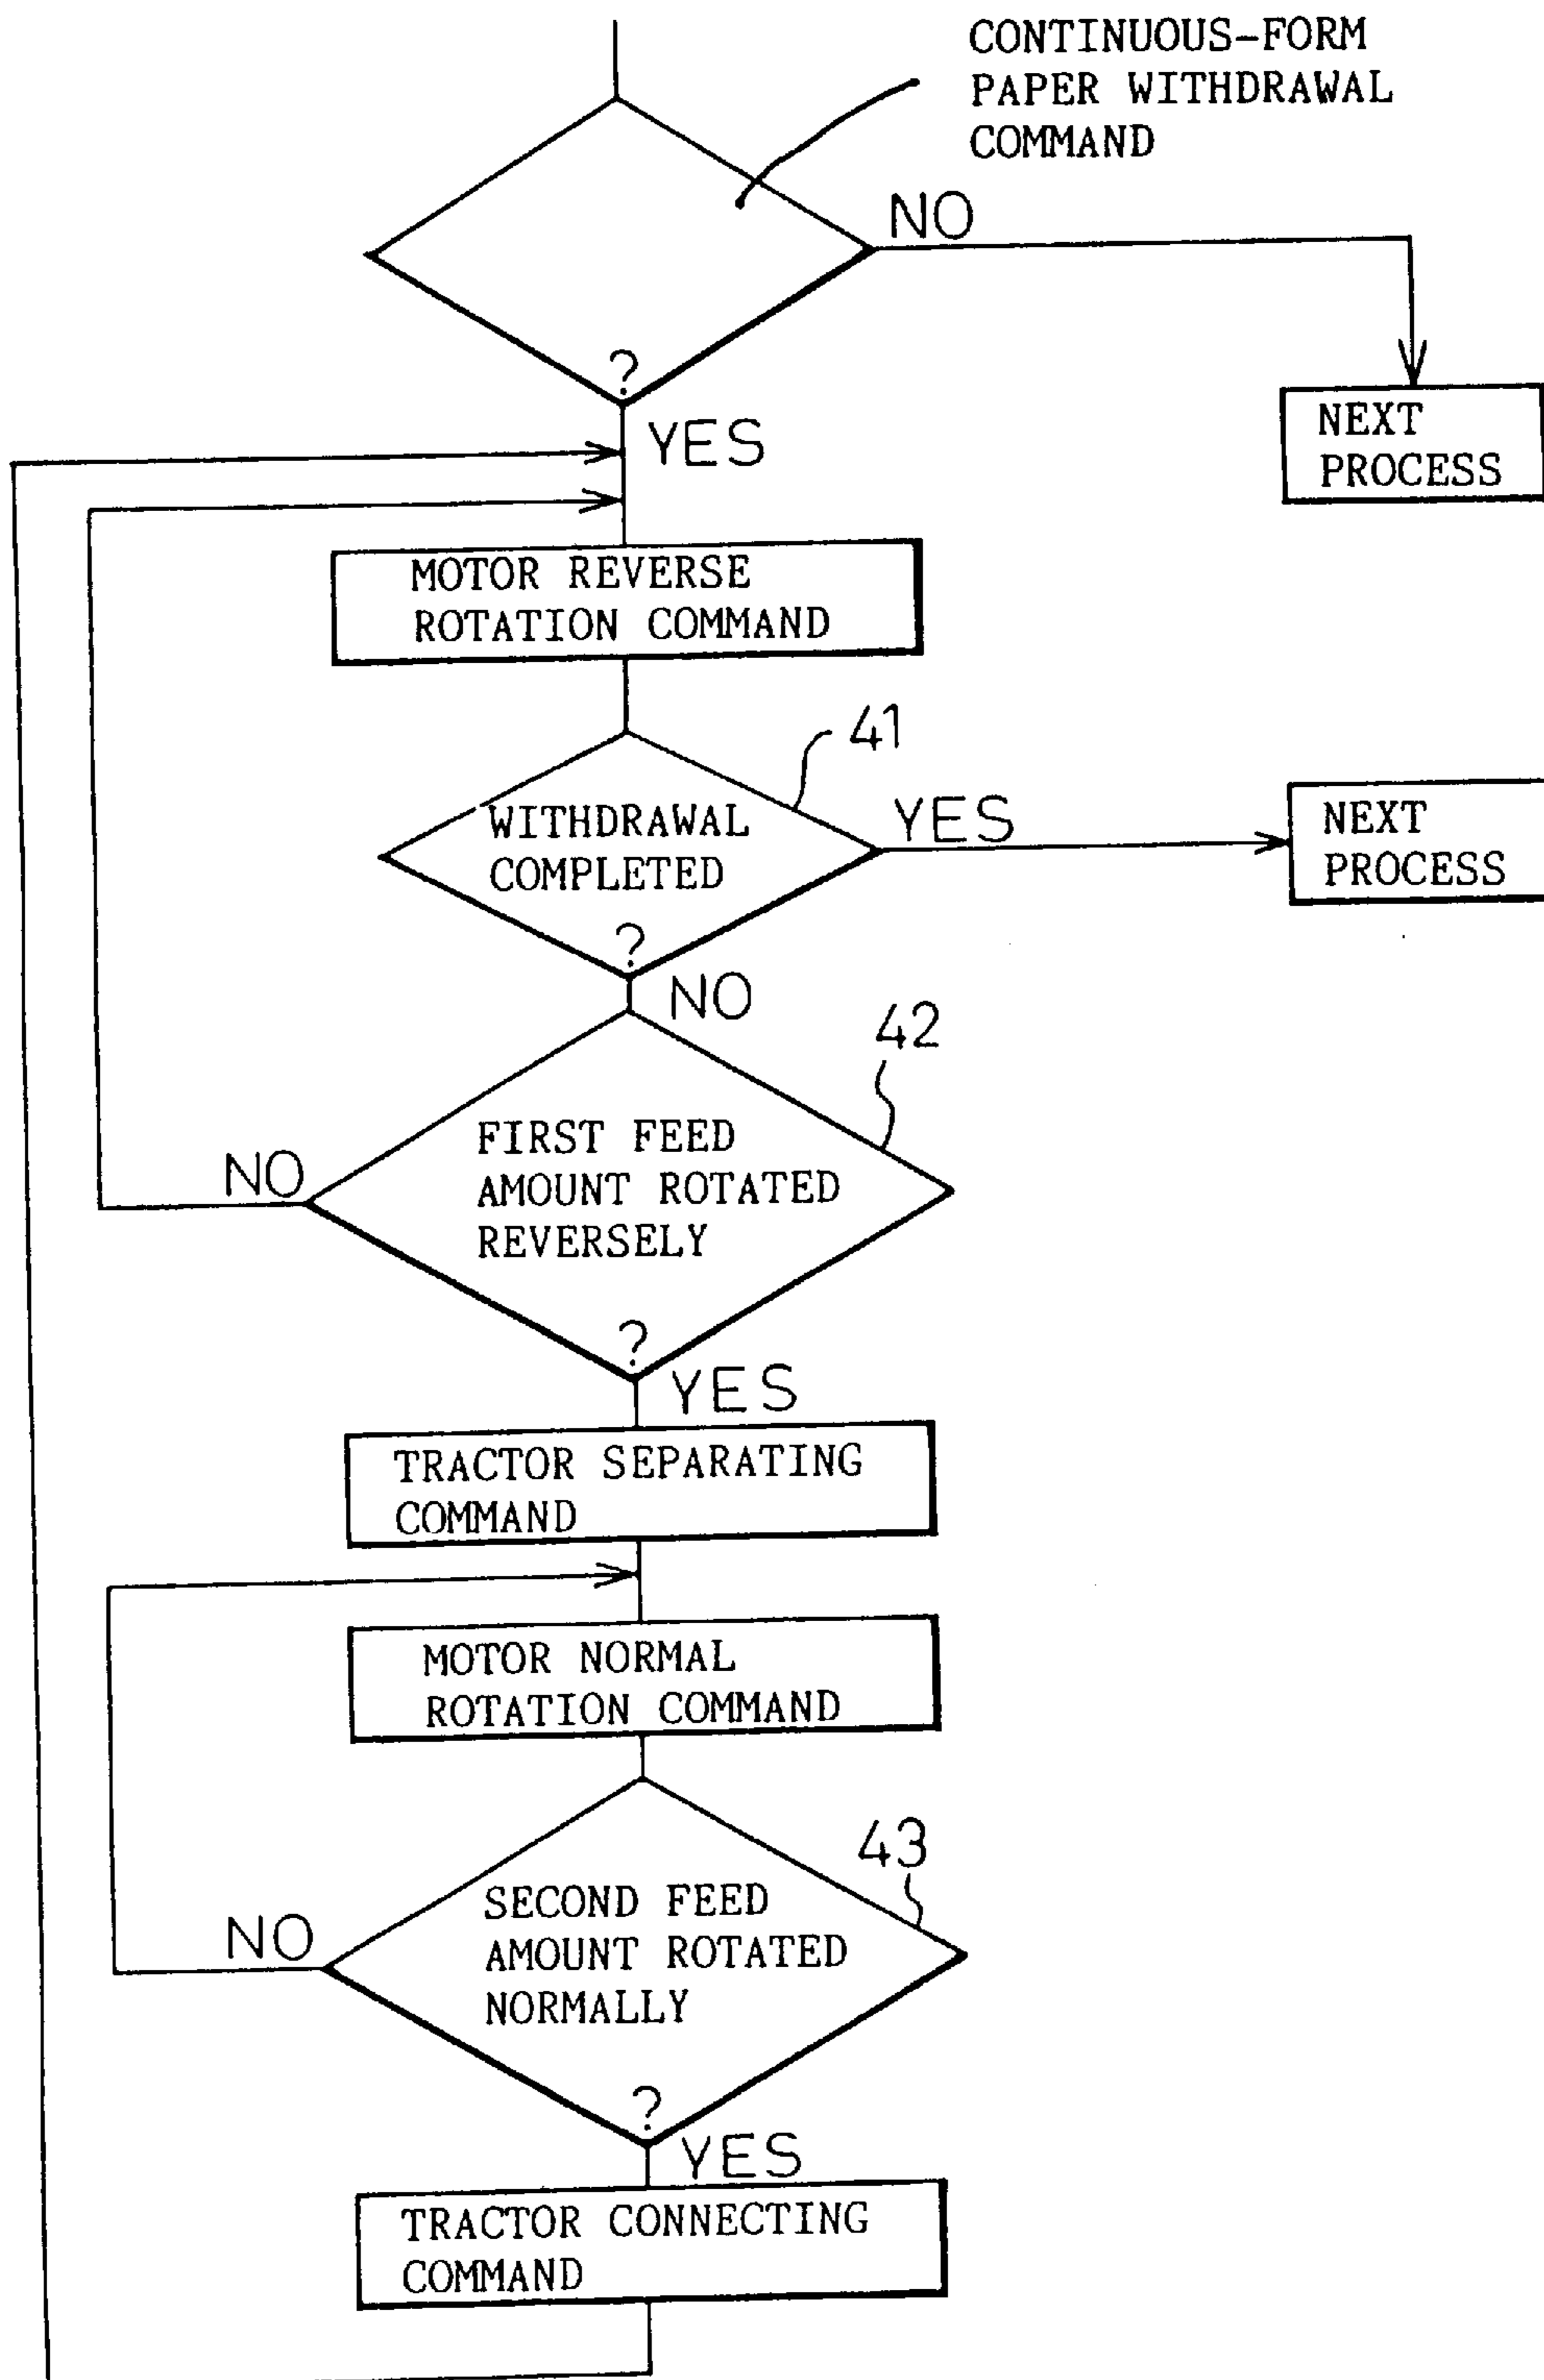 CONTINUOUS-FORM
PAPER WITHDRAWAL
COMMAND
NO
?
YES
NEXT
PROCESS
MOTOR REVERSE
ROTATION COMMAND
41
WITHDRAWAL
COMPLETED
?
YES
NEXT
PROCESS
NO
42
FIRST FEED
AMOUNT ROTATED
REVERSELY
?
NO
YES
TRACTOR SEPARATING
COMMAND
MOTOR NORMAL
ROTATION COMMAND
43
SECOND FEED
AMOUNT ROTATED
NORMALLY
?
NO
YES
TRACTOR CONNECTING
COMMAND